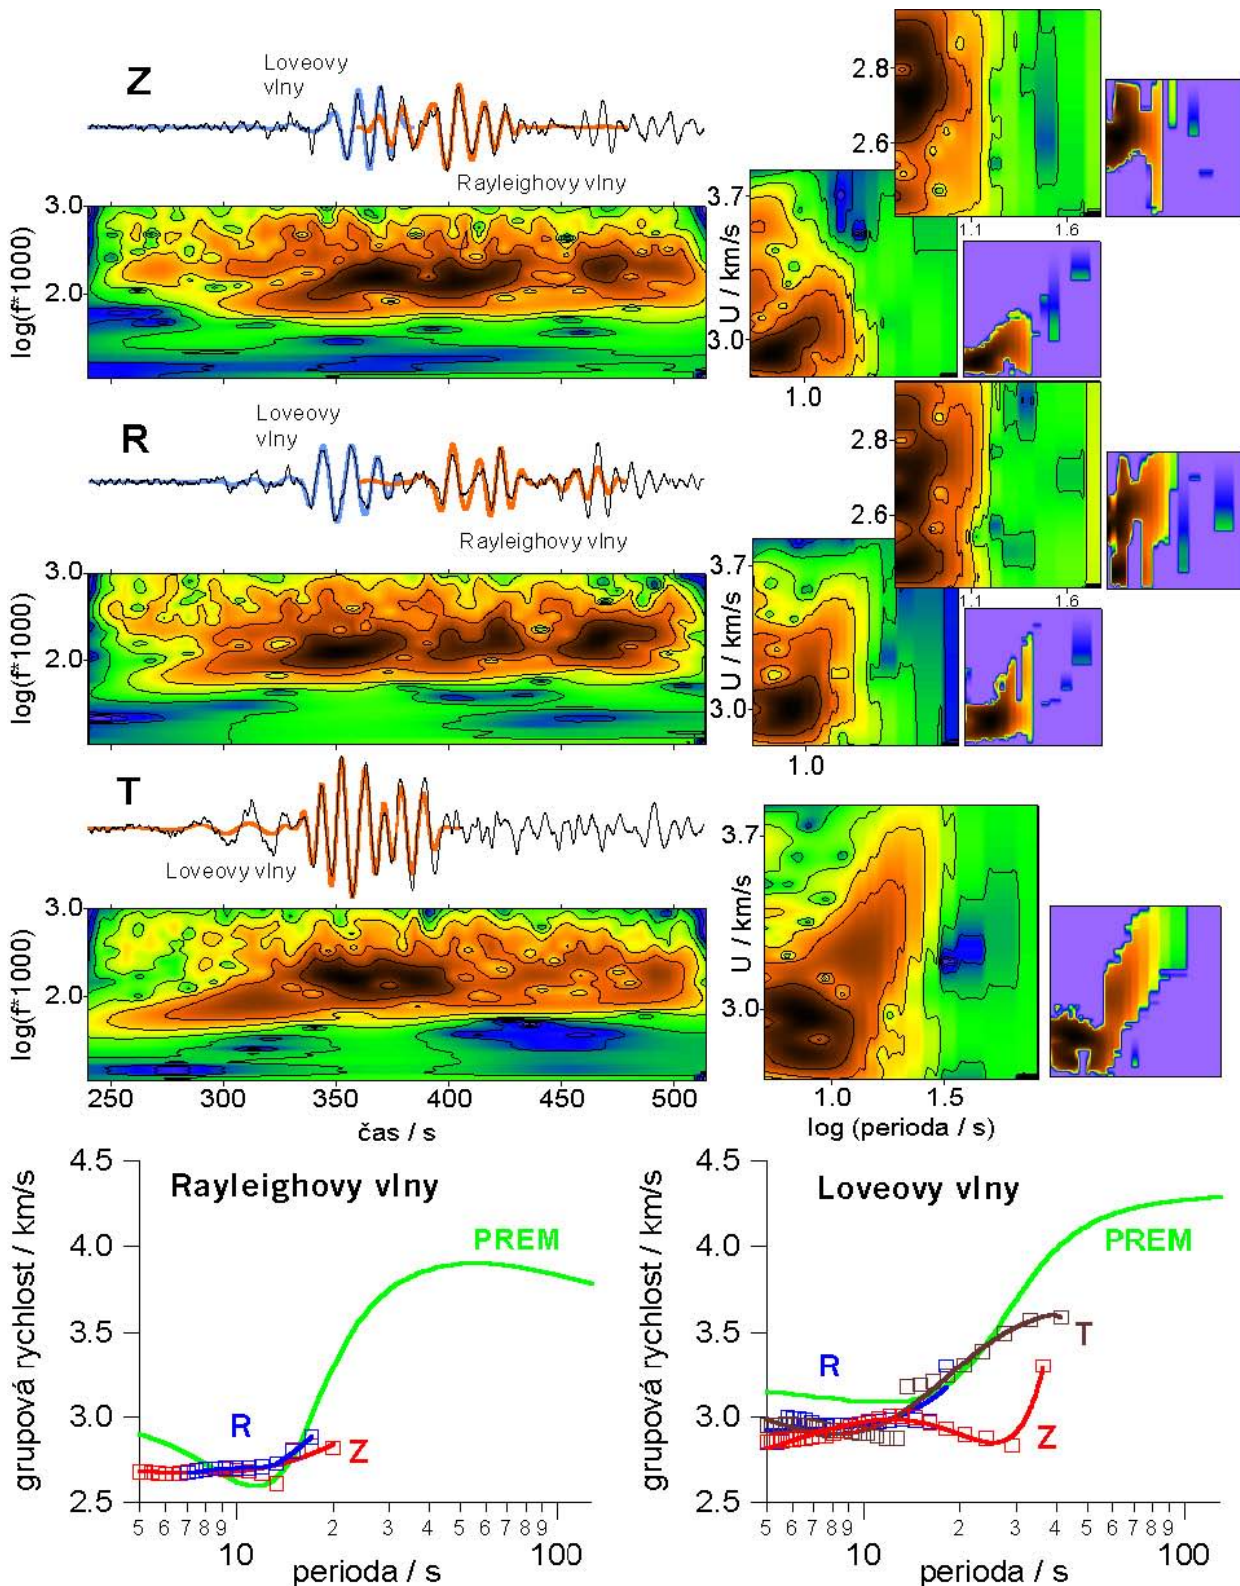 Z
Loveovy
vlny
Rayleighovy vlny
3.0
2.0
log(f*1000)
2.8
2.6
1.1 1.6
3.7
3.0
U / km/s
1.0
R
Loveovy
vlny
Rayleighovy vlny
3.0
2.0
log(f*1000)
2.8
2.6
1.1 1.6
3.7
3.0
U / km/s
1.0
T
Loveovy vlny
3.0
2.0
log(f*1000)
250 300 350 400 450 500
čas / s
3.7
3.0
U / km/s
1.0 1.5
log (perioda / s)
Rayleighovy vlny
4.5
4.0
3.5
3.0
2.5
grupová rychlost / km/s
PREM
R
Z
5 6 7 8 9 2 3 4 5 6 7 8 9
10 100
perioda / s
Loveovy vlny
4.5
4.0
3.5
3.0
2.5
grupová rychlost / km/s
PREM
R
T
Z
5 6 7 8 9 2 3 4 5 6 7 8 9
10 100
perioda / s